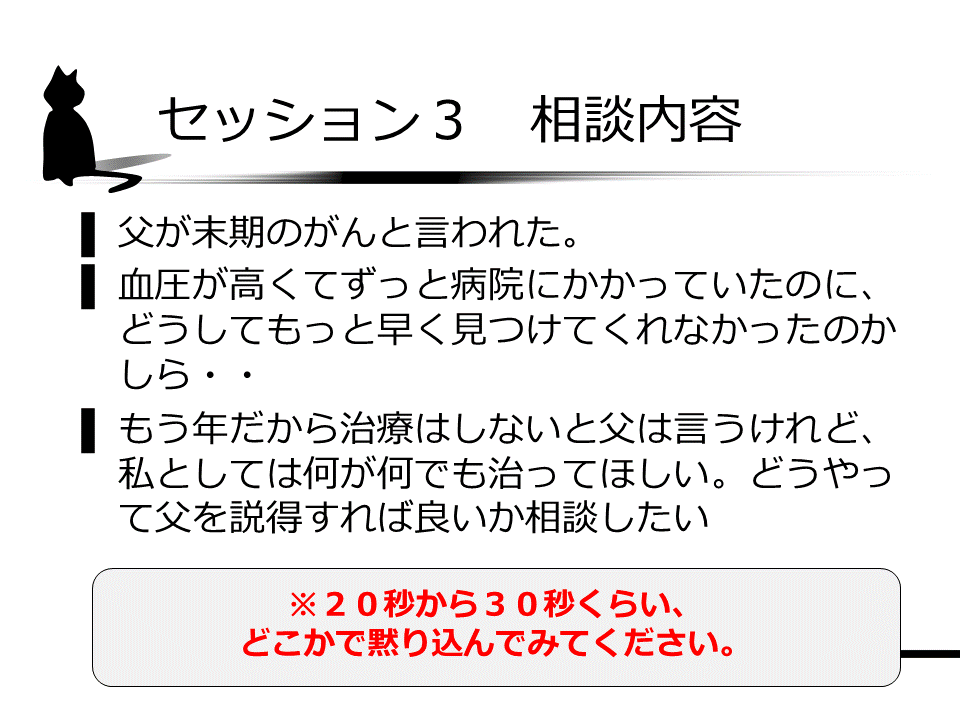 セッション３　相談内容
父が末期のがんと言われた。
血圧が高くてずっと病院にかかっていたのに、
どうしてもっと早く見つけてくれなかったのか
しら・・
もう年だから治療はしないと父は言うけれど、
私としては何が何でも治ってほしい。どうやっ
て父を説得すれば良いか相談したい
※２０秒から３０秒くらい、
どこかで黙り込んでみてください。